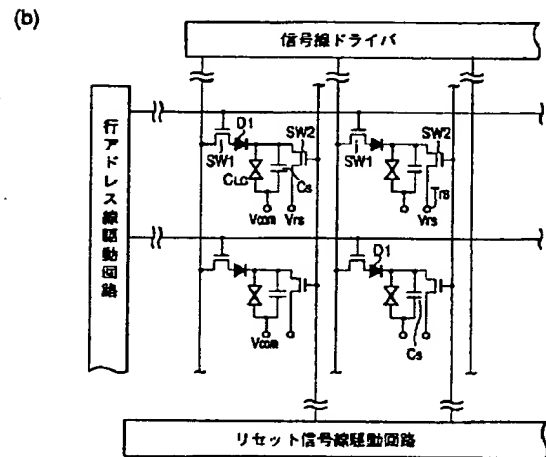 (b)
信号線ドライバ
行アドレス線駆動回路
D1
SW2
SW2
SW1
SW1
CLC
Cs
Trs
Vcom
Vrs
Vrs
D1
Vcom
Cs
リセット信号線駆動回路